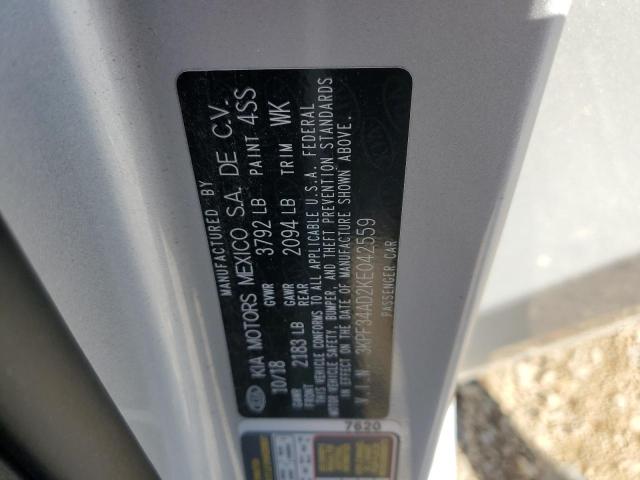 MANUFACTURED BY
KIA KIA MOTORS MEXICO S.A. DE C.V.
10/18 GVWR 3792 LB PAINT 4SS
GAWR FRONT 2183 LB GAWR REAR 2094 LB TRIM WK
THIS VEHICLE CONFORMS TO ALL APPLICABLE U.S.A. FEDERAL
MOTOR VEHICLE SAFETY, BUMPER, AND THEFT PREVENTION STANDARDS
IN EFFECT ON THE DATE OF MANUFACTURE SHOWN ABOVE.
V.I.N 3KPF34AD2KE042559
PASSENGER CAR
7620